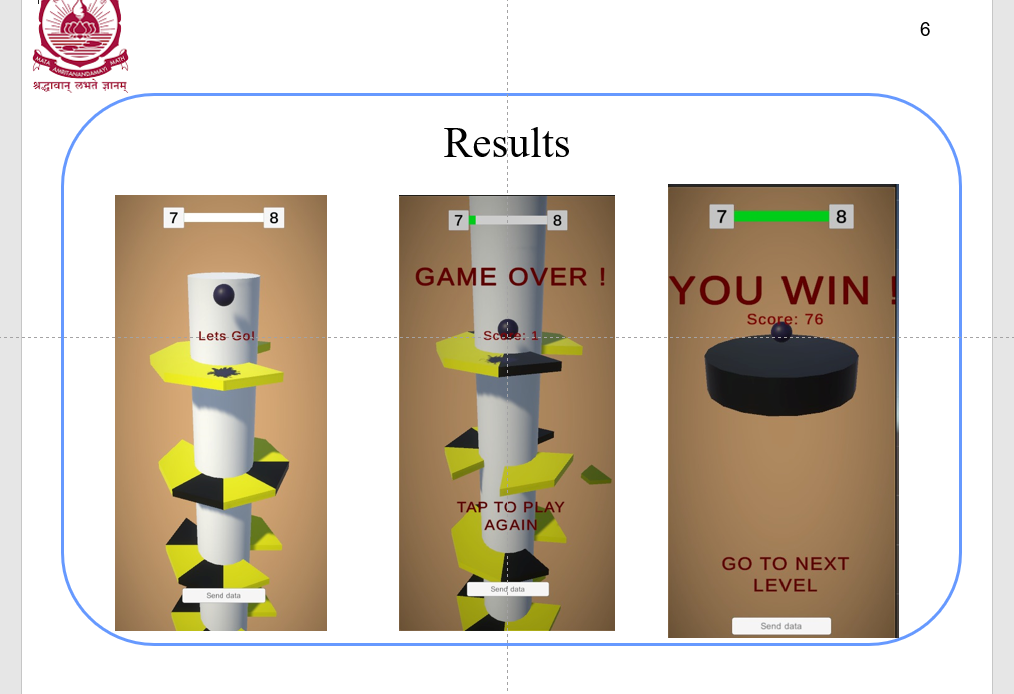 6
MATA AMRITANANDAMAYI MATH
श्रद्धावान् लभते ज्ञानम्
Results
7 8
Lets Go!
Send data
7 8
GAME OVER !
Score: 1
TAP TO PLAY
AGAIN
Send data
7 8
YOU WIN !
Score: 76
GO TO NEXT
LEVEL
Send data